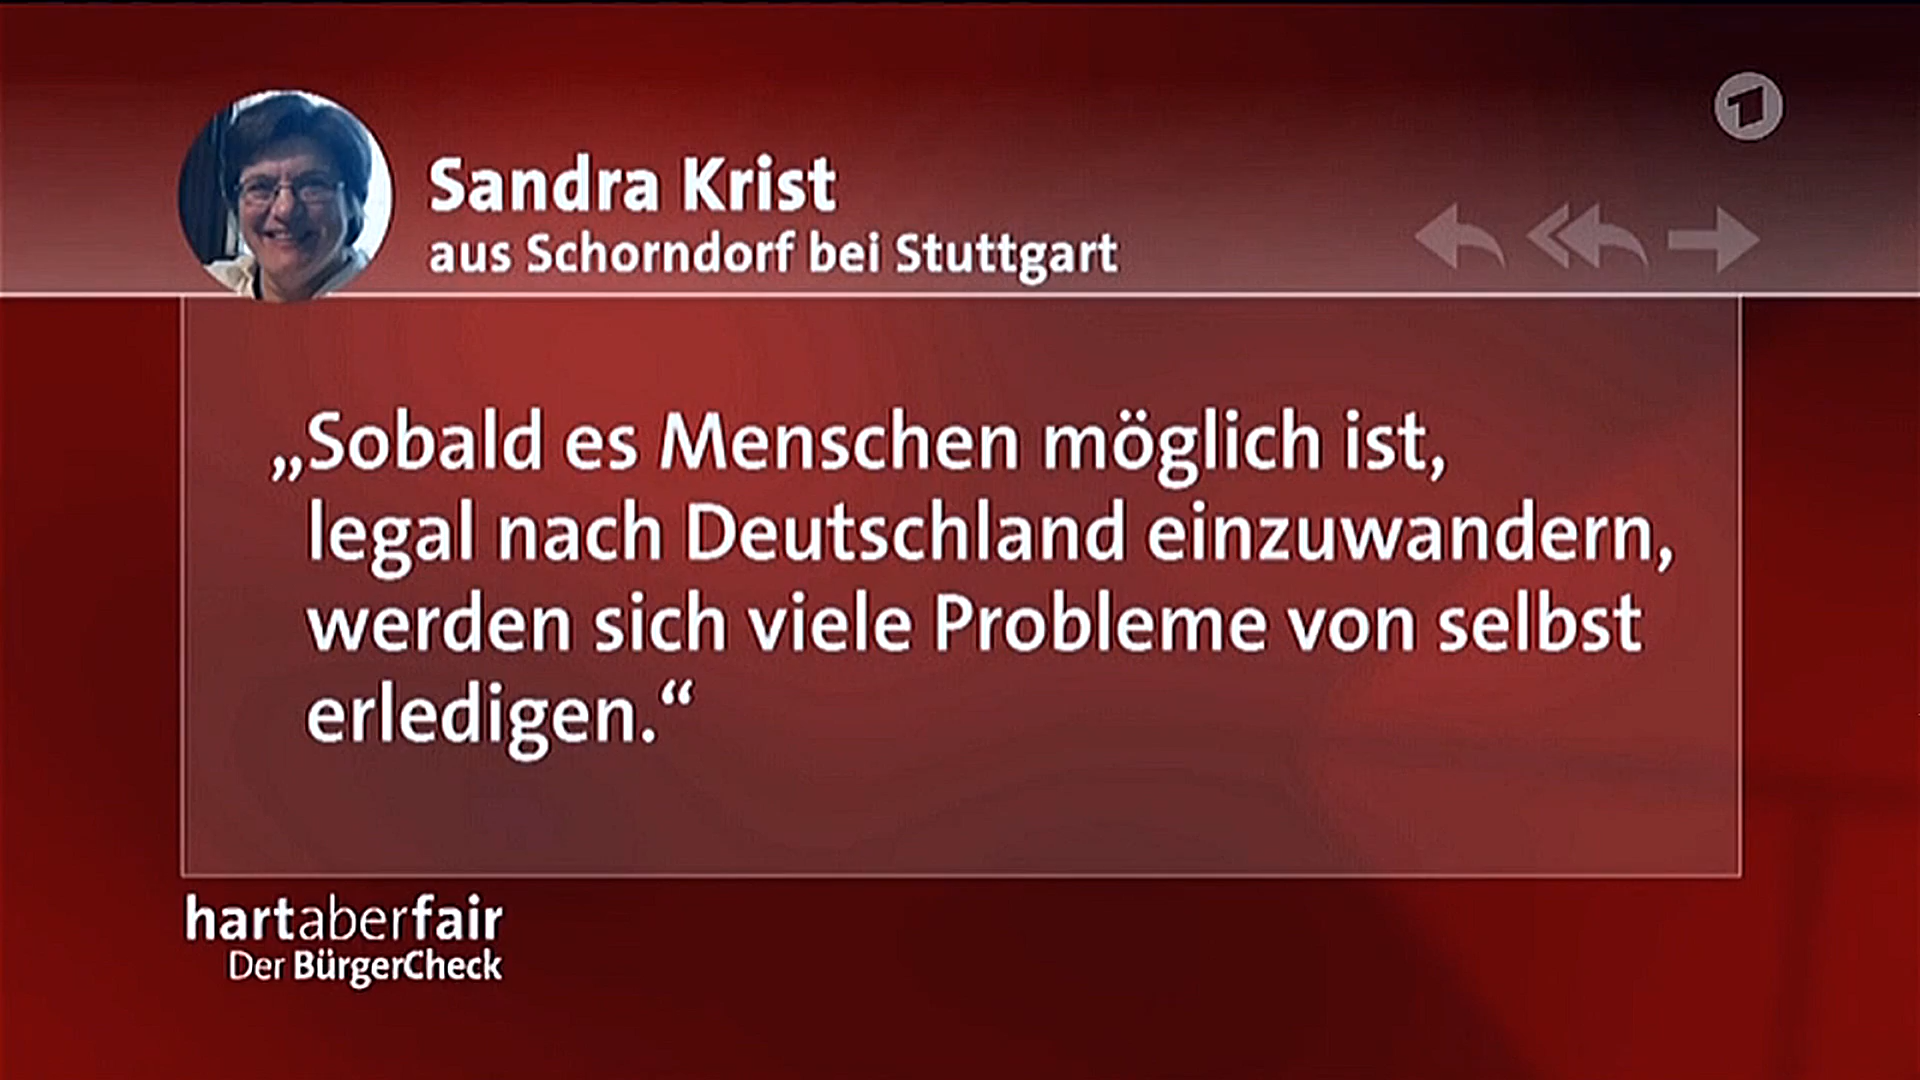 Sandra Krist
aus Schorndorf bei Stuttgart
„Sobald es Menschen möglich ist,
legal nach Deutschland einzuwandern,
werden sich viele Probleme von selbst
erledigen.“
hartaberfair
Der BürgerCheck